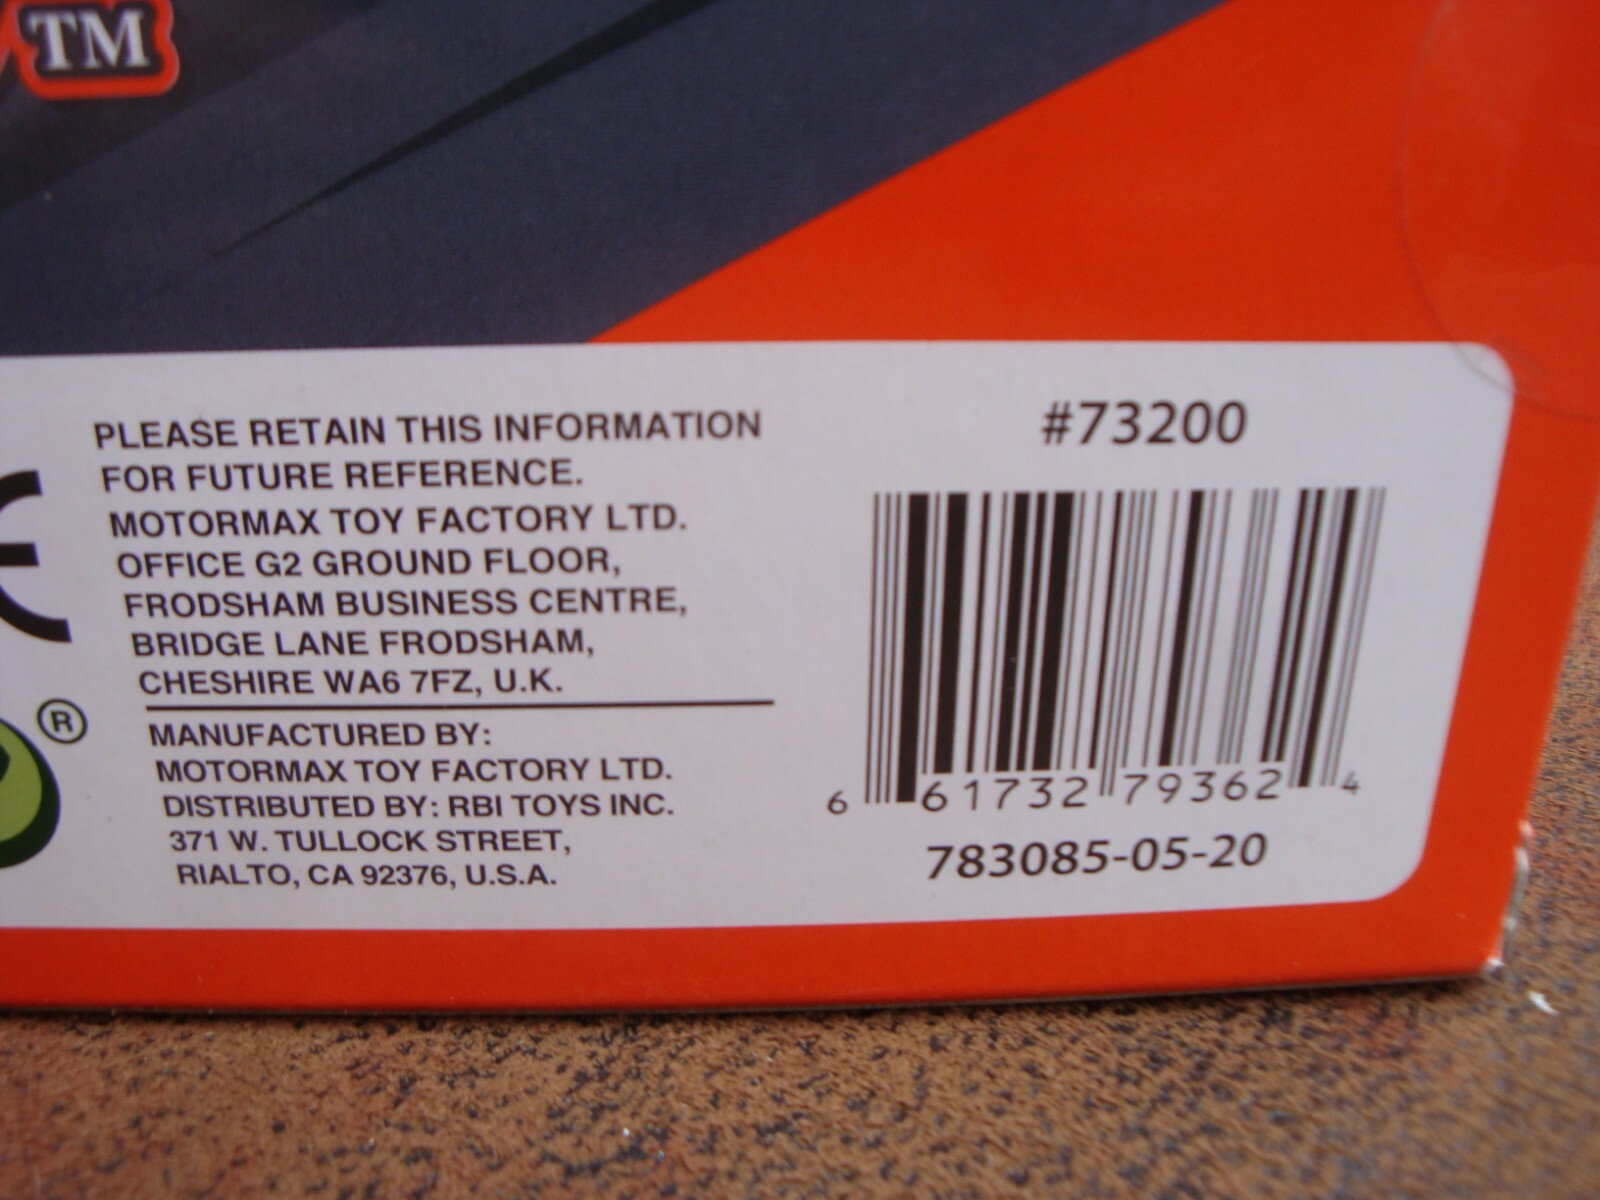 TM
PLEASE RETAIN THIS INFORMATION
FOR FUTURE REFERENCE.
MOTORMAX TOY FACTORY LTD.
OFFICE G2 GROUND FLOOR,
FRODSHAM BUSINESS CENTRE,
BRIDGE LANE FRODSHAM,
CHESHIRE WA6 7FZ, U.K.
®
MANUFACTURED BY:
MOTORMAX TOY FACTORY LTD.
DISTRIBUTED BY: RBI TOYS INC.
371 W. TULLOCK STREET,
RIALTO, CA 92376, U.S.A.
#73200
6 61732 79362 4
783085-05-20